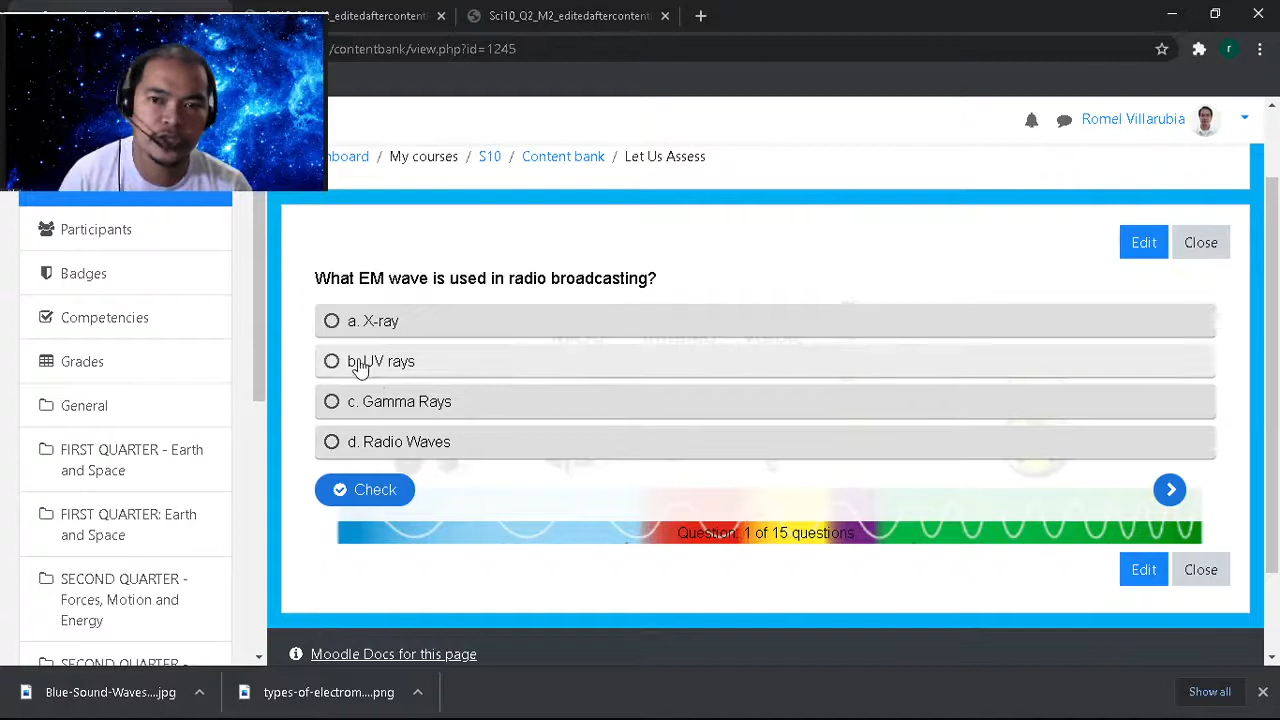 _editedaftercontent
Sci10_Q2_M2_editedaftercontent
/contentbank/view.php?id=1245
r
Romel Villarubia
nboard / My courses / S10 / Content bank / Let Us Assess
Participants
Badges
Competencies
Grades
General
FIRST QUARTER - Earth
and Space
FIRST QUARTER: Earth
and Space
SECOND QUARTER -
Forces, Motion and
Energy
SECOND QUARTER -
Edit
Close
What EM wave is used in radio broadcasting?
a. X-ray
b. UV rays
c. Gamma Rays
d. Radio Waves
Check
Question: 1 of 15 questions
Edit
Close
Moodle Docs for this page
Blue-Sound-Waves....jpg
types-of-electrom....png
Show all